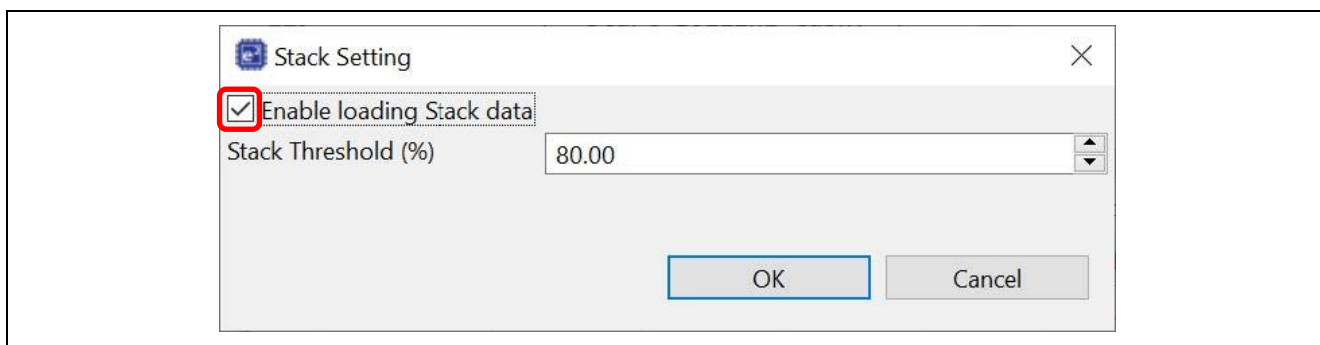 Stack Setting
Enable loading Stack data
Stack Threshold (%) 80.00
OK Cancel